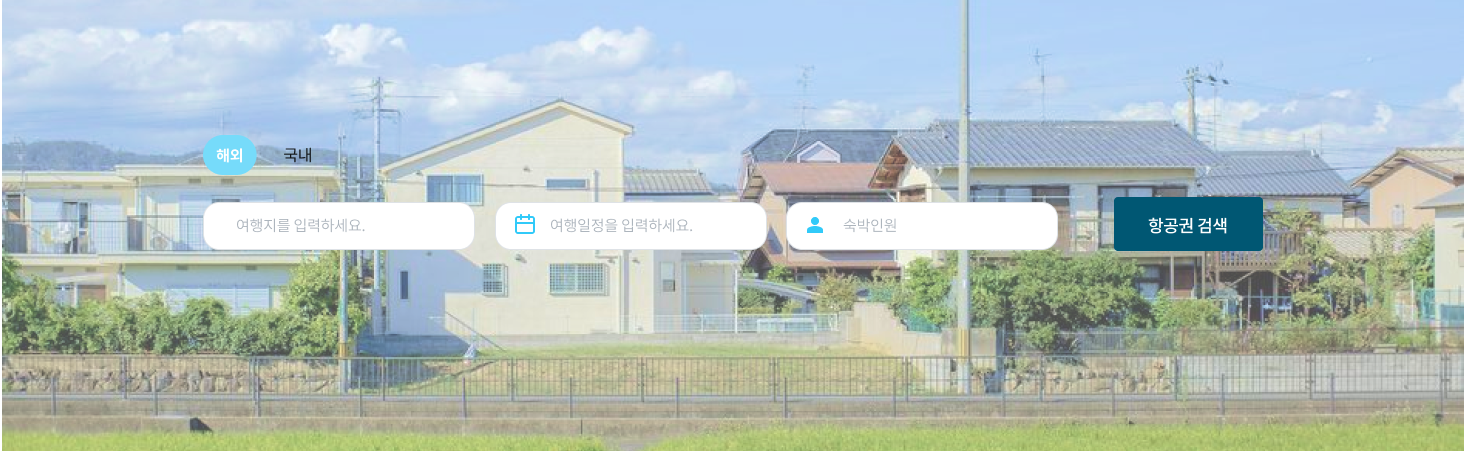 해외
국내
여행지를 입력하세요.
여행일정을 입력하세요.
숙박인원
항공권 검색